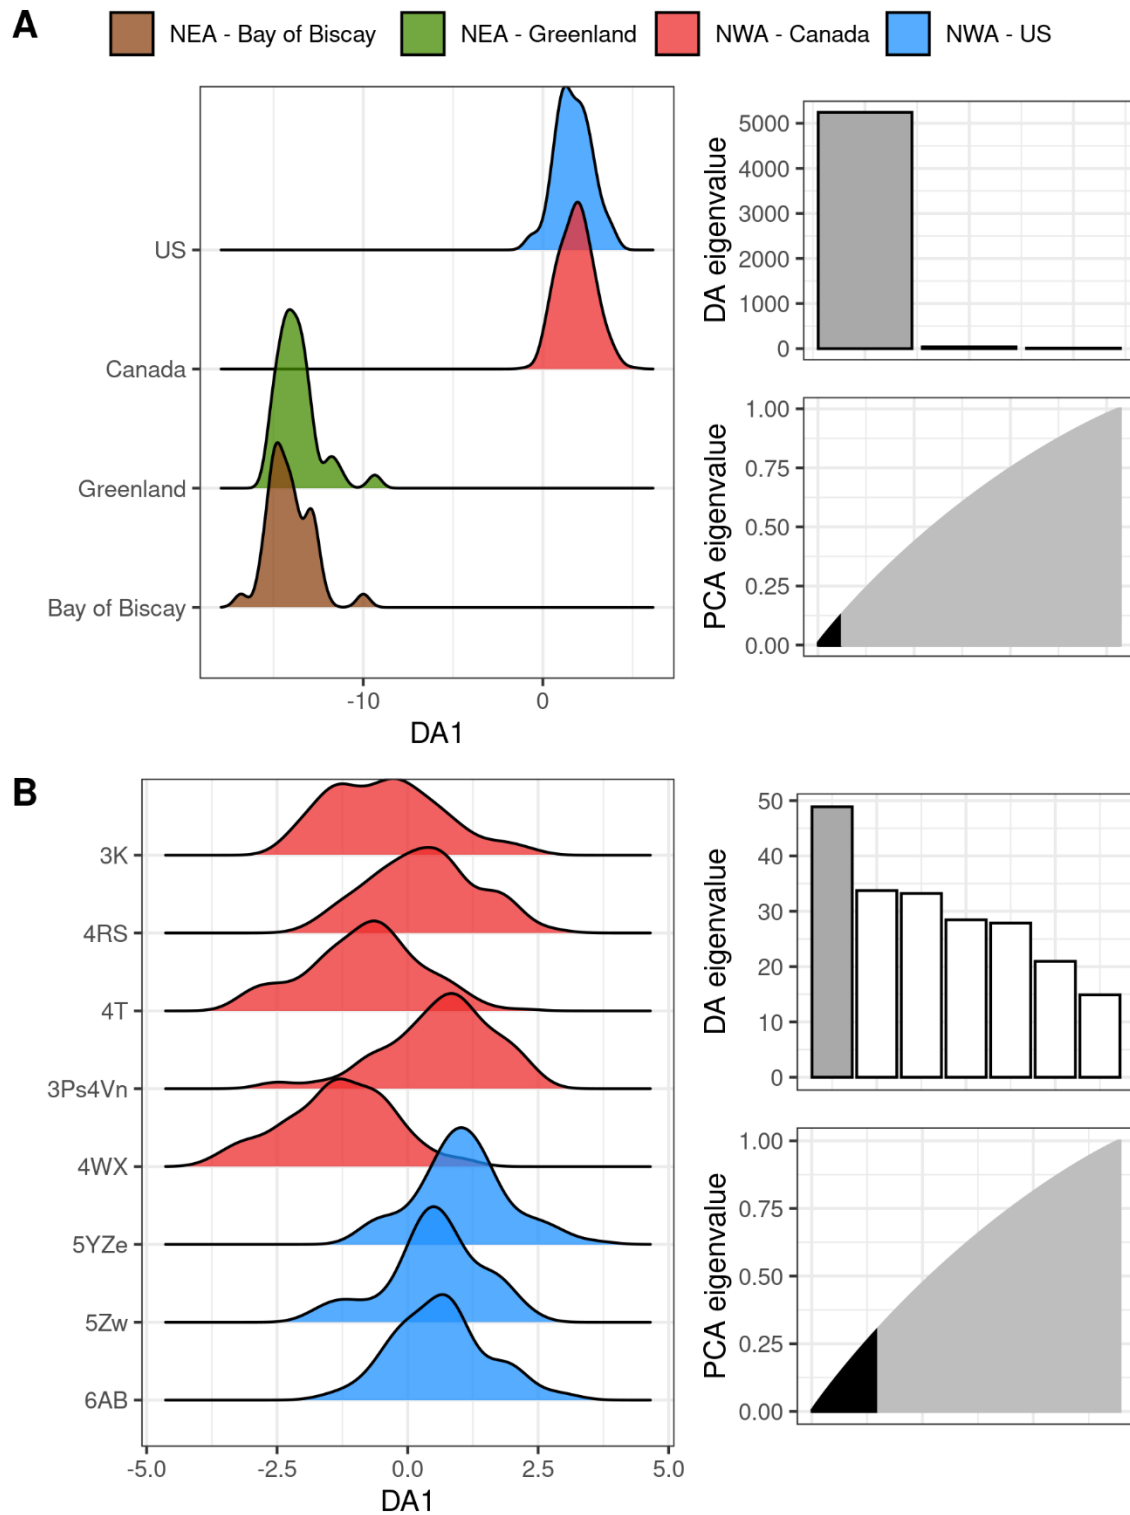 A
NEA - Bay of Biscay NEA - Greenland NWA - Canada NWA - US
US
Canada
Greenland
Bay of Biscay
-10 0
DA1
DA eigenvalue
5000
4000
3000
2000
1000
0
PCA eigenvalue
1.00
0.75
0.50
0.25
0.00
B
3K
4RS
4T
3Ps4Vn
4WX
5YZe
5Zw
6AB
-5.0 -2.5 0.0 2.5 5.0
DA1
DA eigenvalue
50
40
30
20
10
0
PCA eigenvalue
1.00
0.75
0.50
0.25
0.00